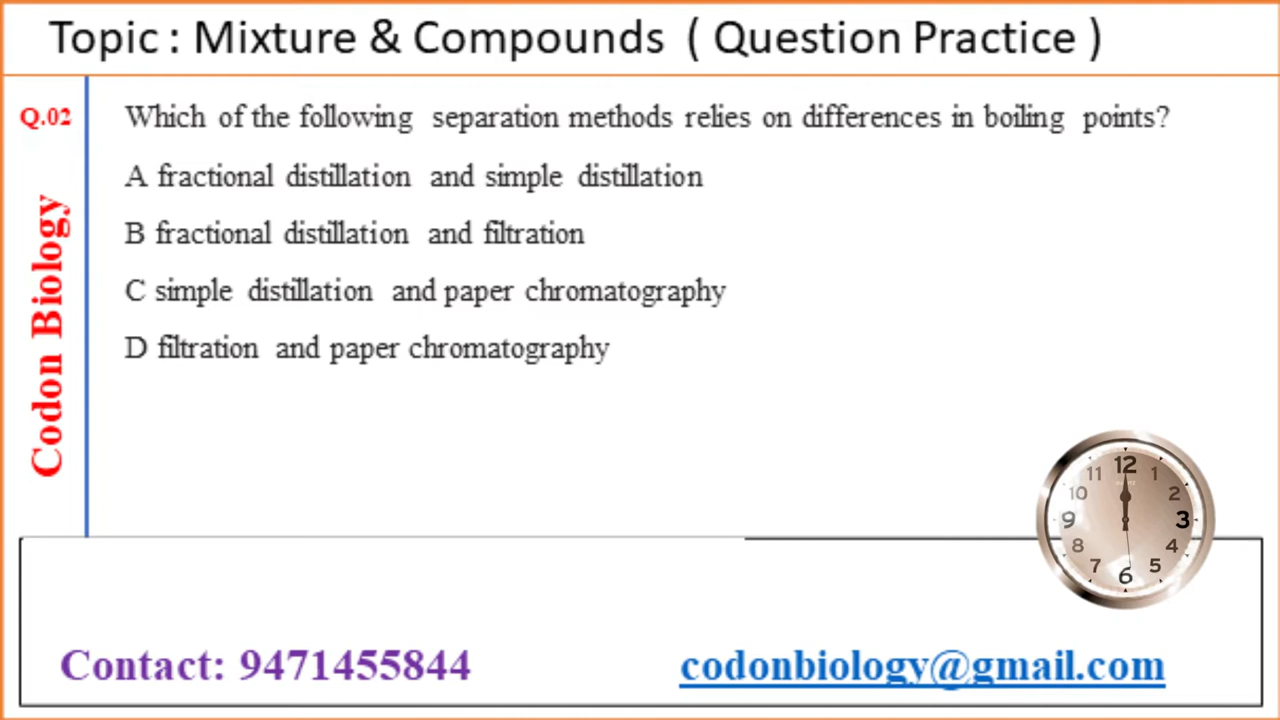 Topic : Mixture & Compounds ( Question Practice )
Q.02
Which of the following separation methods relies on differences in boiling points?
A fractional distillation and simple distillation
B fractional distillation and filtration
C simple distillation and paper chromatography
D filtration and paper chromatography
Codon Biology
12
1
2
3
4
5
6
7
8
9
10
11
Contact: 9471455844
codonbiology@gmail.com